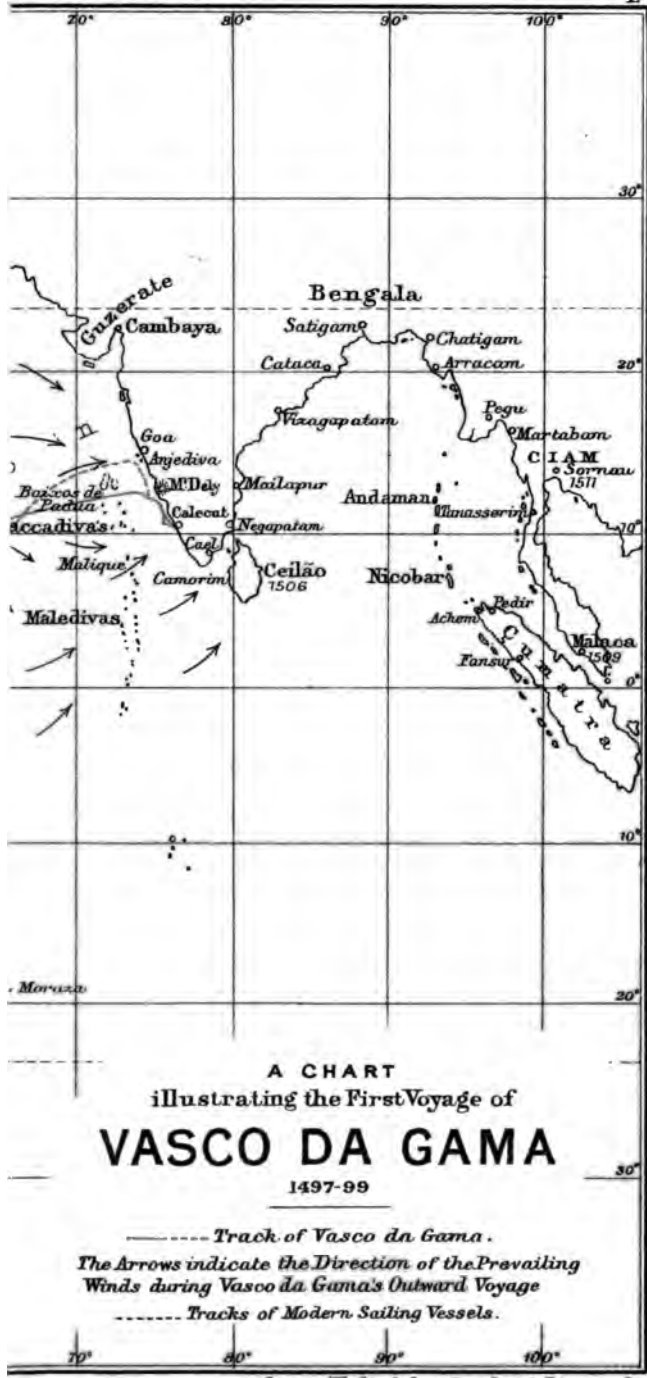 70° 80° 90° 100°
30°
Guzerate
Bengala
Cambaya
Satigam
Chatigam
Cataca
Arracam
20°
Vizagapatam
Pegu
Martabam
n
Goa
CIAM
Anjediva
Sornau
1511
Mt Dely
Mailapur
Baixos de
Padua
Andaman
Tanasserim
Calecut
accadivas
Negapatam
10°
Cael
Malique
Ceilão
1506
Camorim
Nicobar
Pedir
Maledivas
Achem
Malaca
1509
Çumatra
Fansur
0°
10°
Moraza
20°
A CHART
illustrating the First Voyage of
VASCO DA GAMA
1497-99
30°
Track of Vasco da Gama.
The Arrows indicate the Direction of the Prevailing
Winds during Vasco da Gama's Outward Voyage
Tracks of Modern Sailing Vessels.
70° 80° 90° 100°